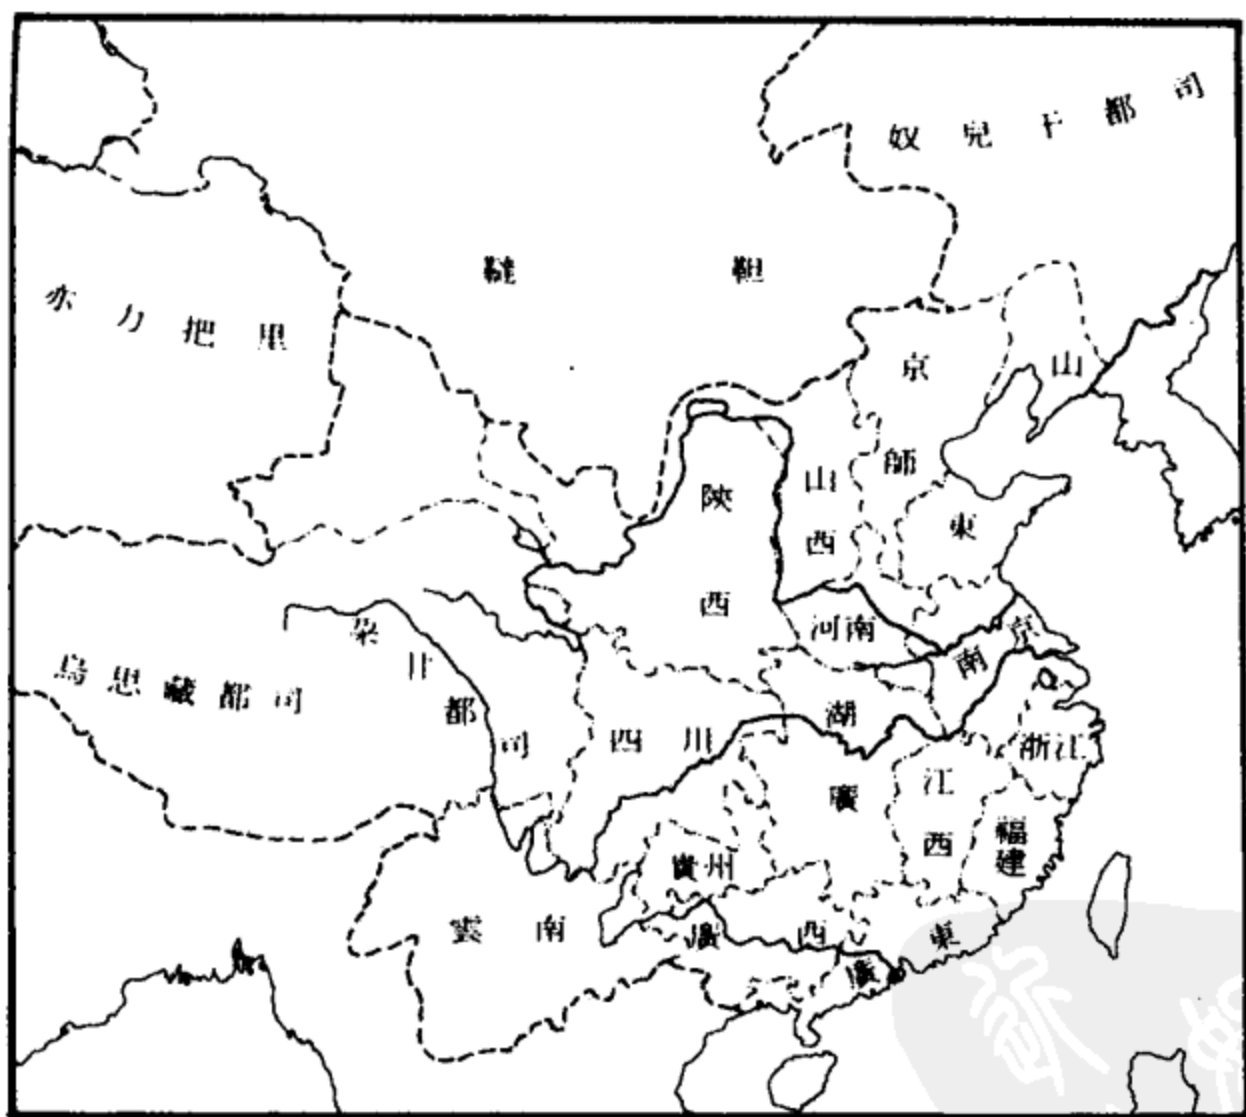 奴兒干都司
韃靼
亦力把里
京師
山東
山西
陝西
河南
南京
朶甘都司
烏思藏都司
四川
湖廣
浙江
江西
福建
貴州
雲南
廣西
廣東